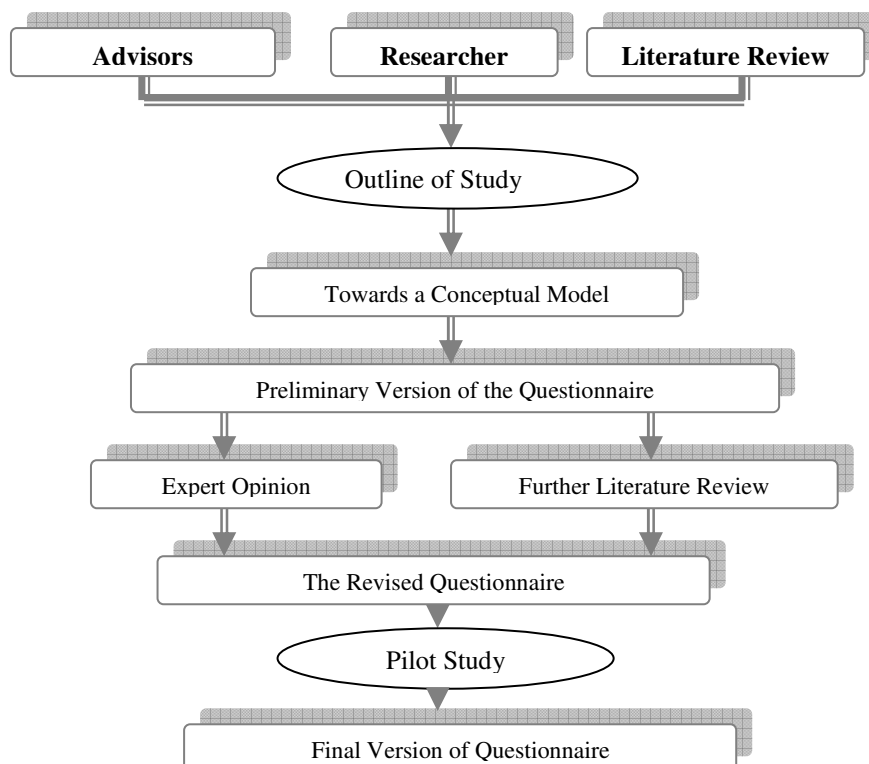 Advisors
Researcher
Literature Review
Outline of Study
Towards a Conceptual Model
Preliminary Version of the Questionnaire
Expert Opinion
Further Literature Review
The Revised Questionnaire
Pilot Study
Final Version of Questionnaire